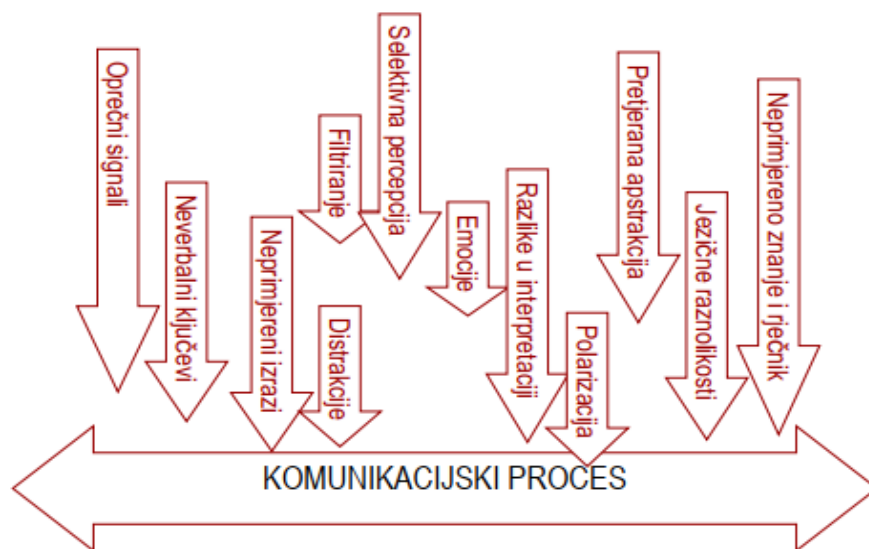 Oprečni signali
Neverbalni ključevi
Neprimjereni izrazi
Filtriranje
Distrakcije
Selektivna percepcija
Emocije
Razlike u interpretaciji
Polarizacija
Pretjerana apstrakcija
Jezične raznolikosti
Neprimjereno znanje i rječnik
KOMUNIKACIJSKI PROCES